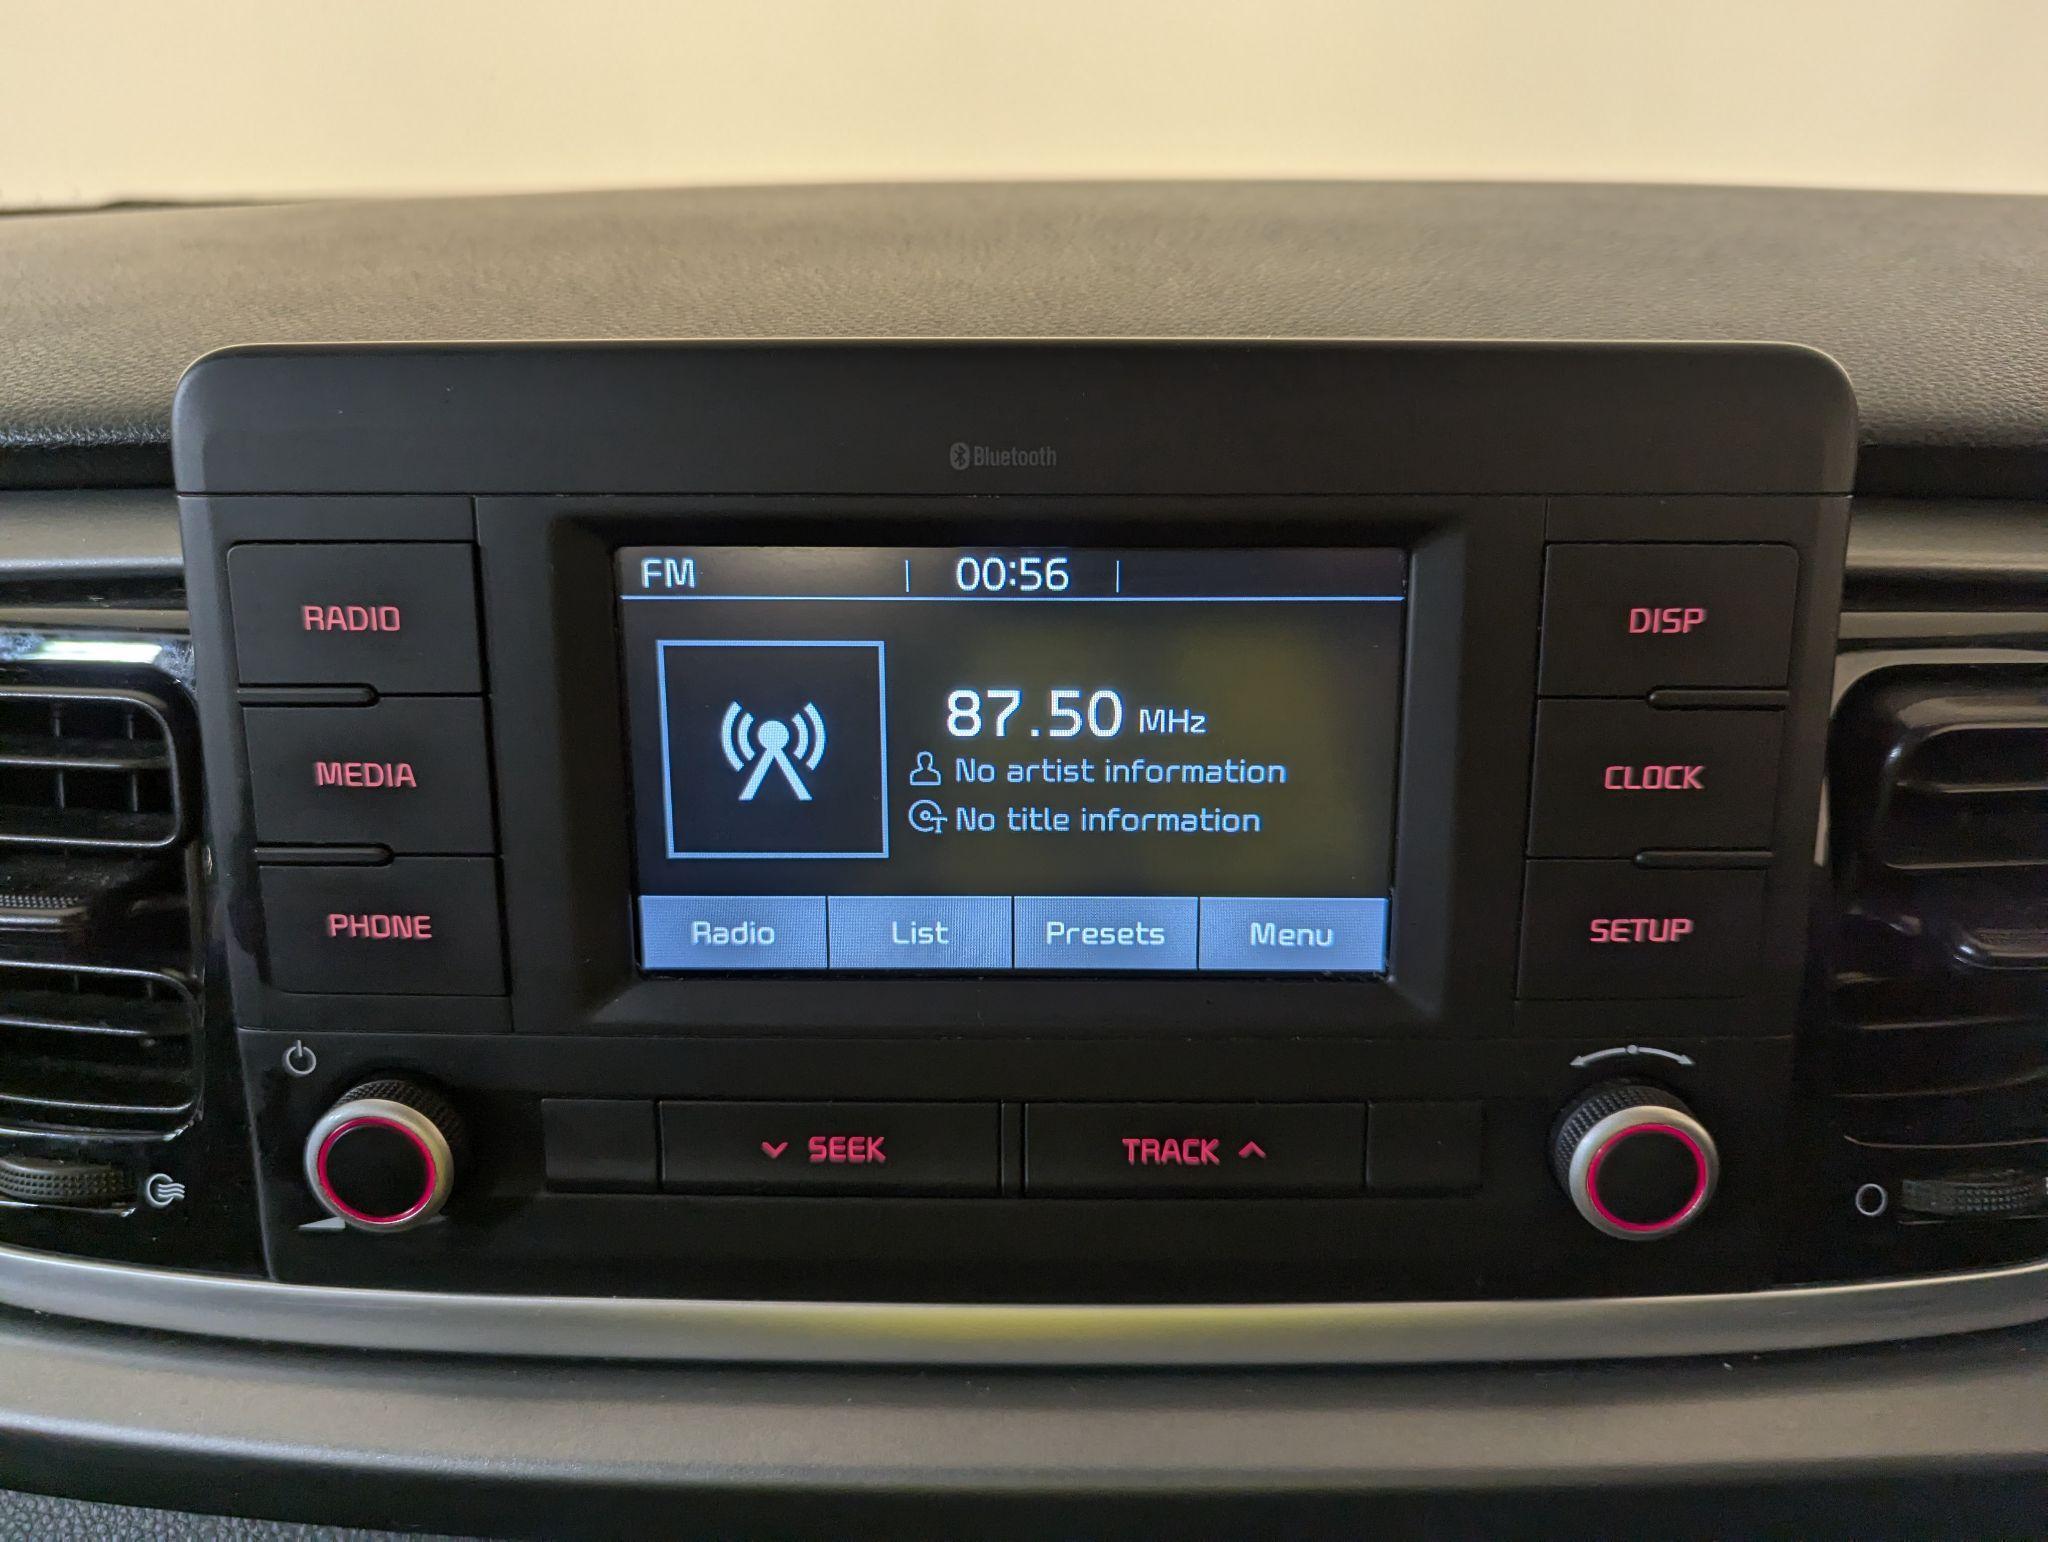 Bluetooth
FM 00:56
RADIO
MEDIA
PHONE
87.50 MHz
No artist information
No title information
Radio List Presets Menu
DISP
CLOCK
SETUP
SEEK
TRACK